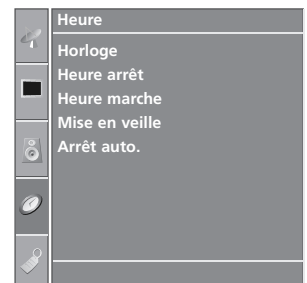 Heure
Horloge
Heure arrêt
Heure marche
Mise en veille
Arrêt auto.